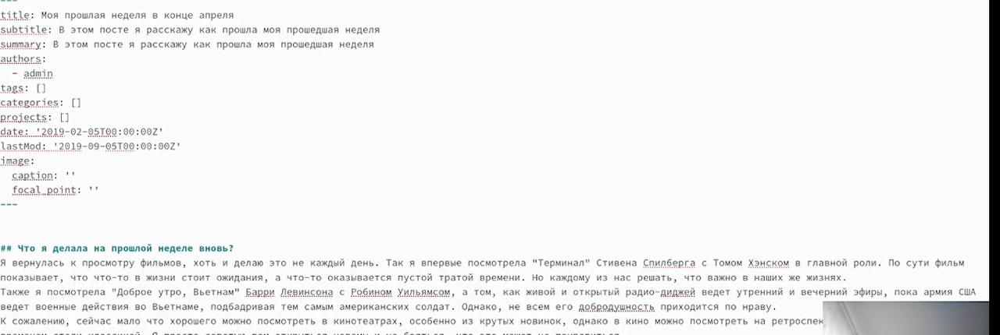 ---
title: Моя прошлая неделя в конце апреля
subtitle: В этом посте я расскажу как прошла моя прошедшая неделя
summary: В этом посте я расскажу как прошла моя прошедшая неделя
authors:
  - admin
tags: []
categories: []
projects: []
date: '2019-02-05T00:00:00Z'
lastMod: '2019-09-05T00:00:00Z'
image:
  caption: ''
  focal_point: ''
---
## Что я делала на прошлой неделе вновь?
Я вернулась к просмотру фильмов, хоть и делаю это не каждый день. Так я впервые посмотрела "Терминал" Стивена Спилберга с Томом Хэнском в главной роли. По сути фильм
показывает, что что-то в жизни стоит ожидания, а что-то оказывается пустой тратой времени. Но каждому из нас решать, что важно в наших же жизнях.
Также я посмотрела "Доброе утро, Вьетнам" Барри Левинсона с Робином Уильямсом, а том, как живой и открытый радио-диджей ведет утренний и вечерний эфиры, пока армия США
ведет военные действия во Вьетнаме, подбадривая тем самым американских солдат. Однако, не всем его добродушность приходится по нраву.
К сожалению, сейчас мало что хорошего можно посмотреть в кинотеатрах, особенно из крутых новинок, однако в кино можно посмотреть на ретроспек